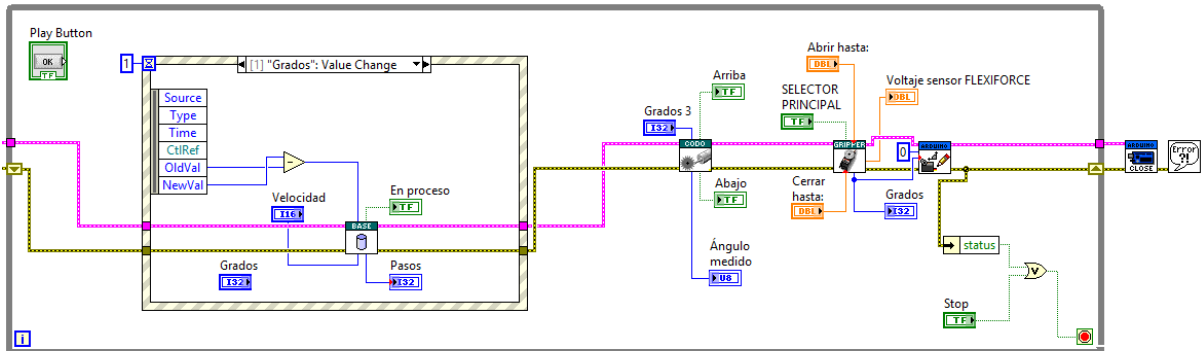 Play Button
OK
TF
1
[1] "Grados": Value Change
Source
Type
Time
CtlRef
OldVal
NewVal
Velocidad
I16
En proceso
TF
BASE
Grados
I32
Pasos
I32
Grados 3
I32
Arriba
TF
CODO
Abajo
TF
Ángulo
medido
U8
Abrir hasta:
DBL
SELECTOR
PRINCIPAL
TF
GRIPPER
Voltaje sensor FLEXIFORCE
DBL
0
ARDUINO
Cerrar
hasta:
DBL
Grados
I32
status
V
Stop
TF
i
ARDUINO
CLOSE
Error
?!